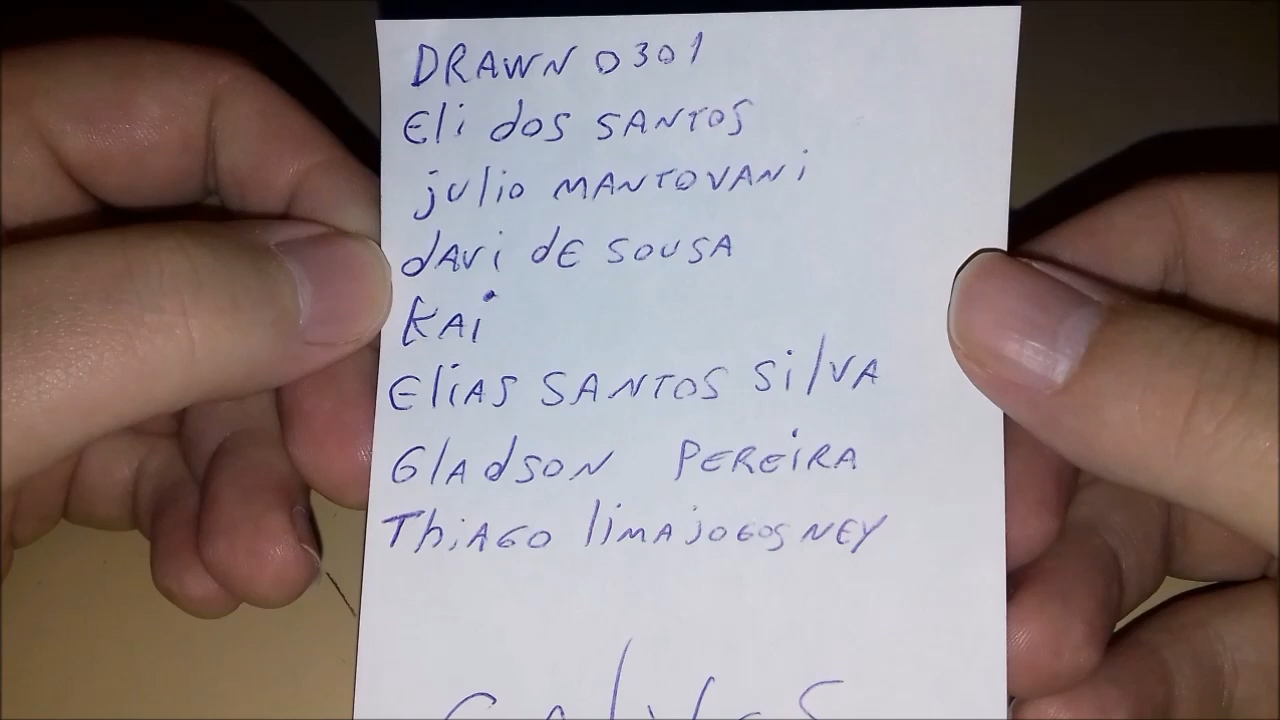 DRAWN 0301
Eli dos SANTOS
julio MANTOVANi
dAvi dE SOUSA
KAi
EliAS SANTOS SilVA
GlAdSON PEREiRA
ThiAGO limAjOGOSNEY